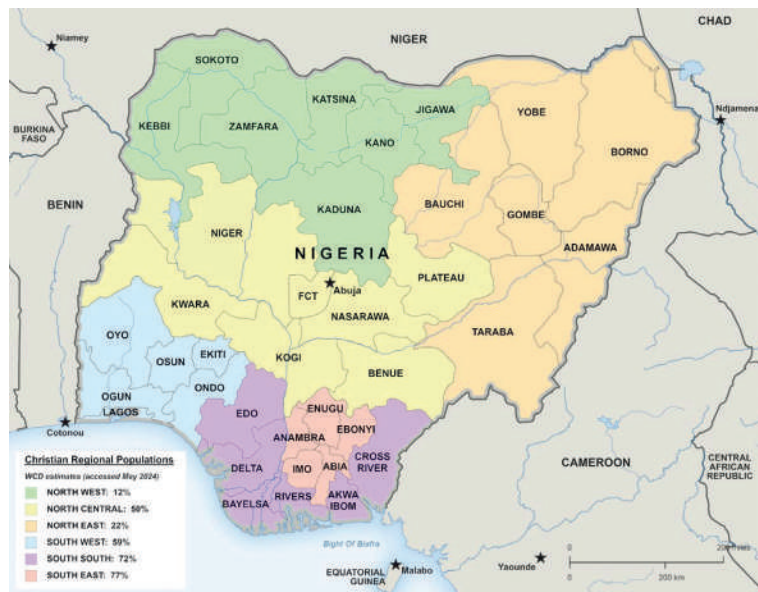 CHAD
Niamey
NIGER
SOKOTO
KATSINA
JIGAWA
YOBE
Ndjamena
KEBBI
ZAMFARA
BURKINA
FASO
KANO
BORNO
BENIN
BAUCHI
KADUNA
NIGER
GOMBE
ADAMAWA
NIGERIA
PLATEAU
FCT
Abuja
KWARA
NASARAWA
OYO
TARABA
OSUN
EKITI
KOGI
BENUE
OGUN
ONDO
LAGOS
EDO
ENUGU
EBONYI
Cotonou
ANAMBRA
CROSS
RIVER
DELTA
IMO
ABIA
CAMEROON
CENTRAL
AFRICAN
REPUBLIC
BAYELSA
RIVERS
AKWA
IBOM
Christian Regional Populations
WCD estimates (accessed May 2024)
NORTH WEST: 12%
NORTH CENTRAL: 50%
NORTH EAST: 22%
SOUTH WEST: 59%
SOUTH SOUTH: 72%
SOUTH EAST: 77%
Bight Of Biafra
EQUATORIAL
GUINEA
Malabo
Yaounde
0
0
200 km